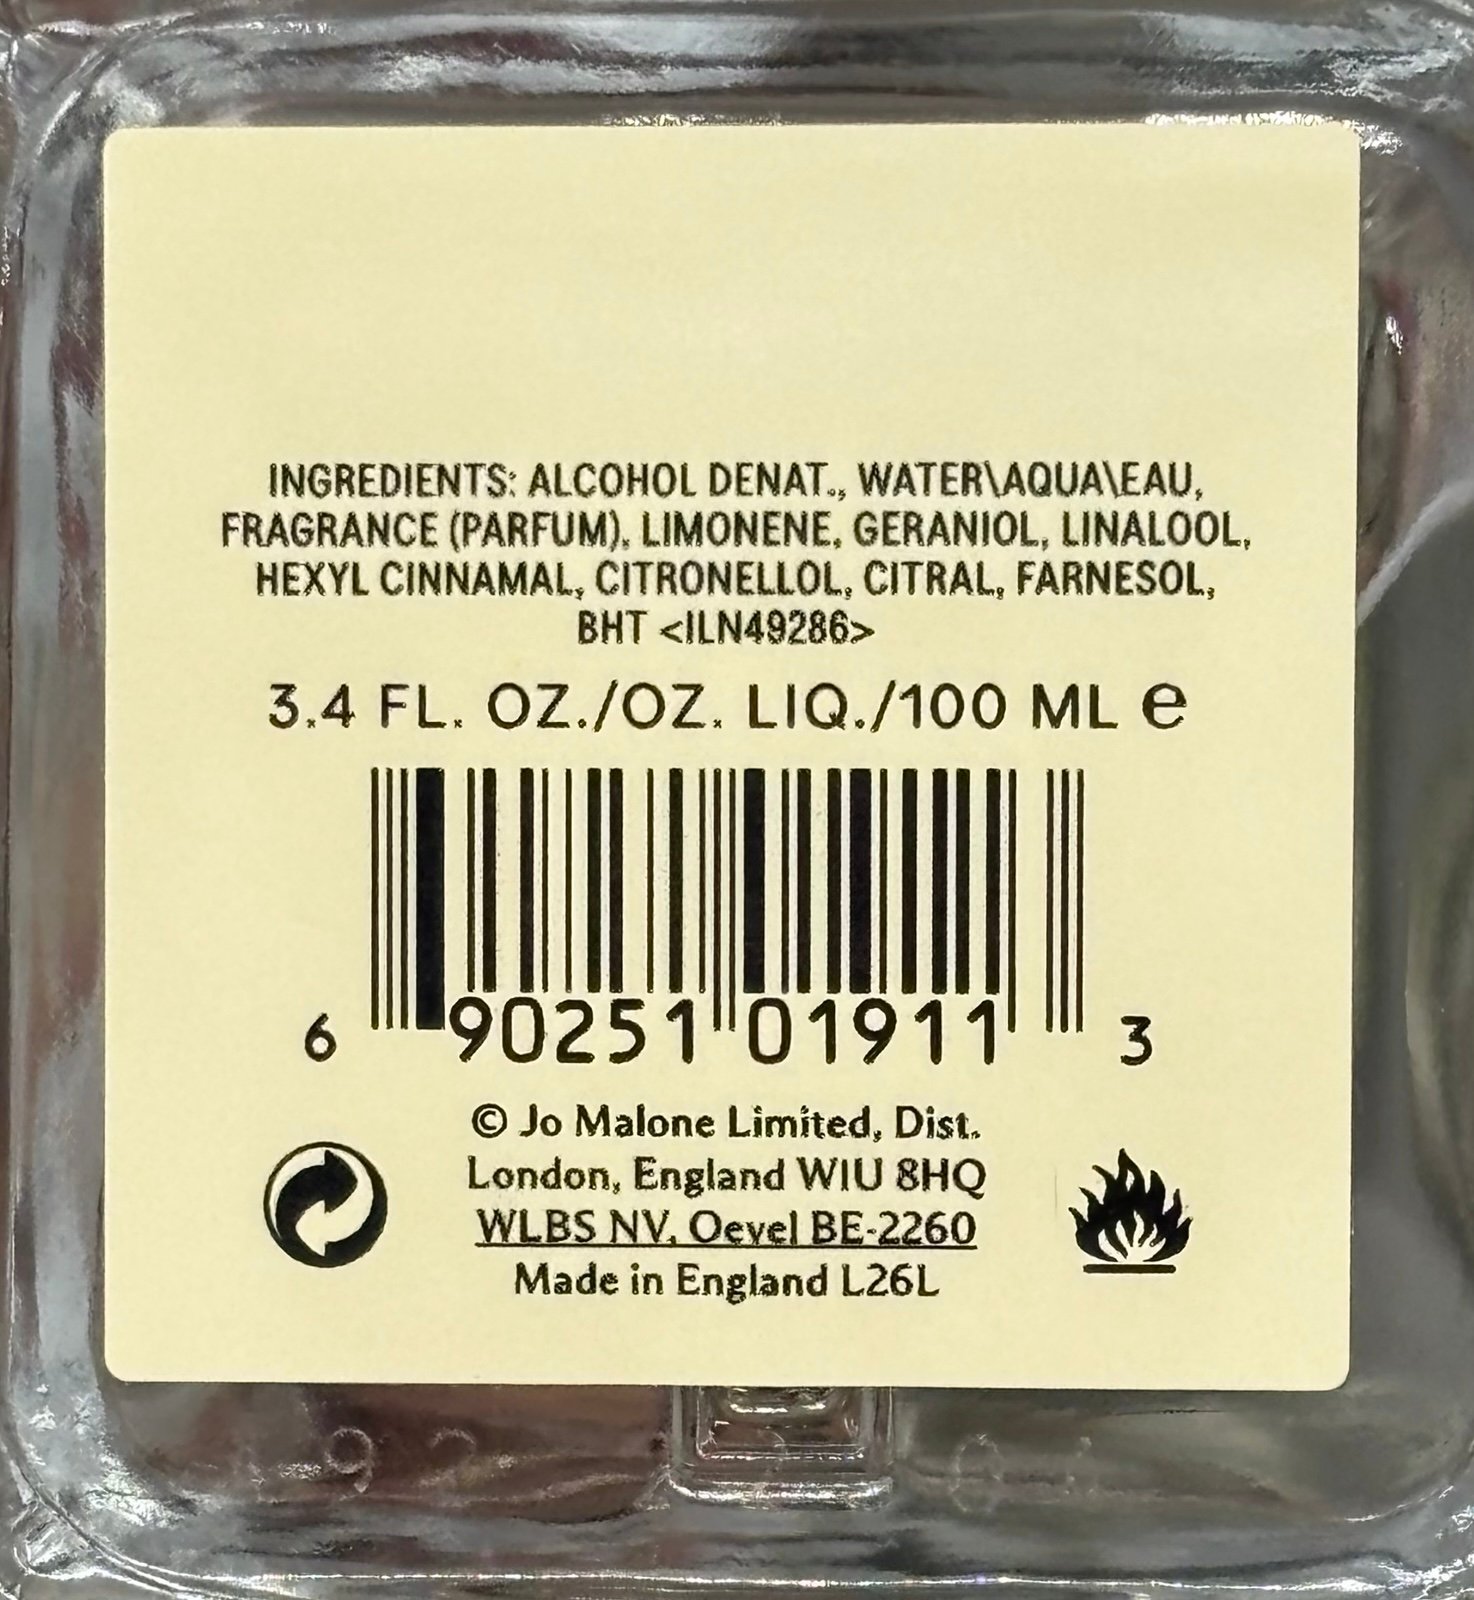 INGREDIENTS: ALCOHOL DENAT., WATER\AQUA\EAU,
FRAGRANCE (PARFUM), LIMONENE, GERANIOL, LINALOOL,
HEXYL CINNAMAL, CITRONELLOL, CITRAL, FARNESOL,
BHT <ILN49286>
3.4 FL. OZ./OZ. LIQ./100 ML e
6 90251 01911 3
© Jo Malone Limited, Dist.
London, England W1U 8HQ
WLBS NV, Oevel BE-2260
Made in England L26L